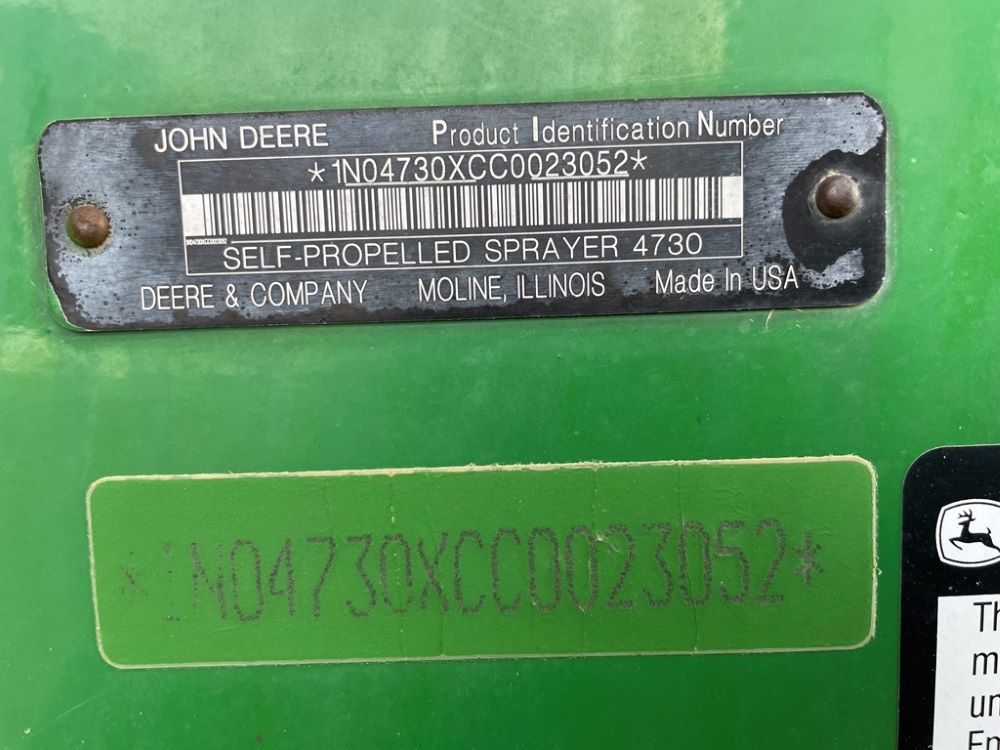 JOHN DEERE Product Identification Number
*1N04730XCC0023052*
SELF-PROPELLED SPRAYER 4730
DEERE & COMPANY MOLINE, ILLINOIS Made In USA
*1N04730XCC0023052*